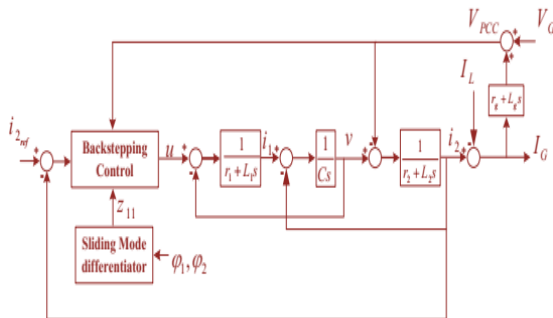 V_PCC V_G
I_L
r_g+L_g s
i_2ref
Backstepping
Control
u
1
r_1+L_1 s
i_1
1
Cs
v
1
r_2+L_2 s
i_2
I_G
z_11
Sliding Mode
differentiator
φ_1, φ_2